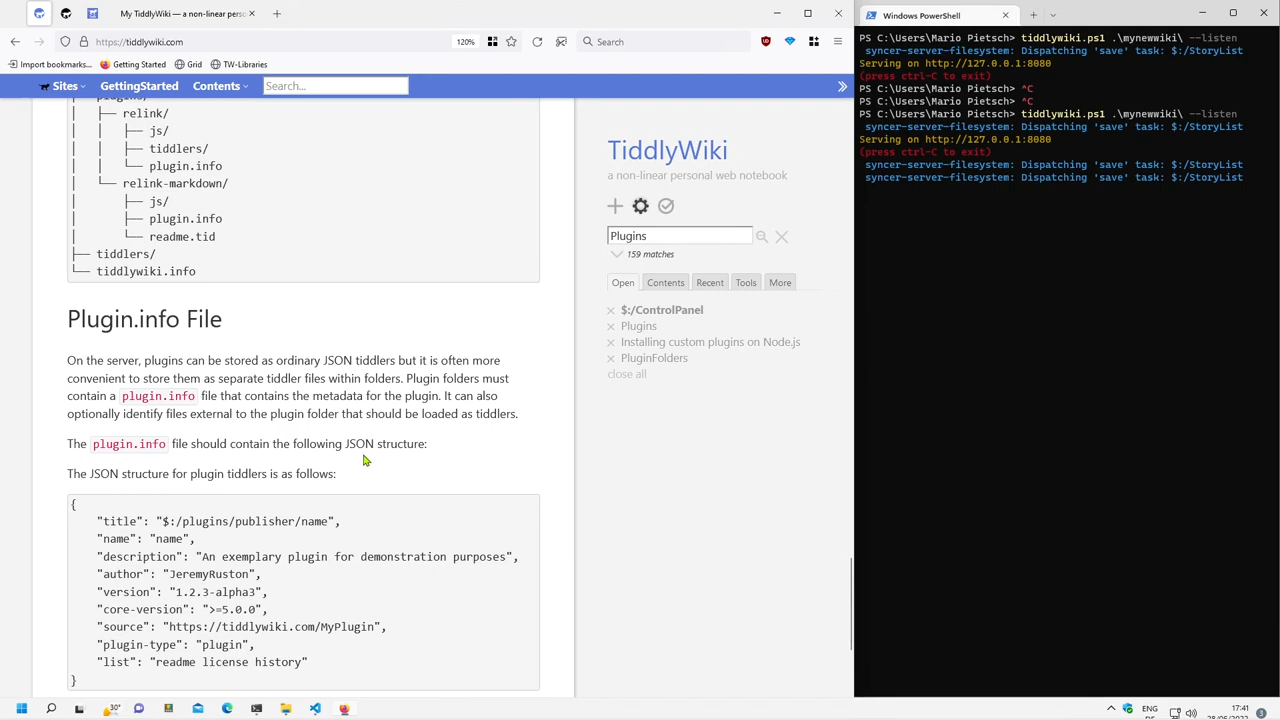 My TiddlyWiki — a non-linear perso
https://tiddlywiki.com
120%
Search
Import bookmarks...
Getting Started
Grid
TW-Libraries
Sites
GettingStarted
Contents
Search...
plugins/
│ │ ├── relink/
│ │ │ ├── js/
│ │ │ ├── tiddlers/
│ │ │ └── plugin.info
│ │ └── relink-markdown/
│ │ ├── js/
│ │ ├── plugin.info
│ │ └── readme.tid
├── tiddlers/
└── tiddlywiki.info
Plugin.info File
On the server, plugins can be stored as ordinary JSON tiddlers but it is often more
convenient to store them as separate tiddler files within folders. Plugin folders must
contain a plugin.info file that contains the metadata for the plugin. It can also
optionally identify files external to the plugin folder that should be loaded as tiddlers.
The plugin.info file should contain the following JSON structure:
The JSON structure for plugin tiddlers is as follows:
{
"title": "$:/plugins/publisher/name",
"name": "name",
"description": "An exemplary plugin for demonstration purposes",
"author": "JeremyRuston",
"version": "1.2.3-alpha3",
"core-version": ">=5.0.0",
"source": "https://tiddlywiki.com/MyPlugin",
"plugin-type": "plugin",
"list": "readme license history"
}
TiddlyWiki
a non-linear personal web notebook
Plugins
159 matches
Open
Contents
Recent
Tools
More
$:/ControlPanel
Plugins
Installing custom plugins on Node.js
PluginFolders
close all
Windows PowerShell
PS C:\Users\Mario Pietsch> tiddlywiki.ps1 .\mynewwiki\ --listen
syncer-server-filesystem: Dispatching 'save' task: $:/StoryList
Serving on http://127.0.0.1:8080
(press ctrl-C to exit)
PS C:\Users\Mario Pietsch> ^C
PS C:\Users\Mario Pietsch> ^C
PS C:\Users\Mario Pietsch> tiddlywiki.ps1 .\mynewwiki\ --listen
syncer-server-filesystem: Dispatching 'save' task: $:/StoryList
Serving on http://127.0.0.1:8080
(press ctrl-C to exit)
syncer-server-filesystem: Dispatching 'save' task: $:/StoryList
syncer-server-filesystem: Dispatching 'save' task: $:/StoryList
30°
ENG
17:41